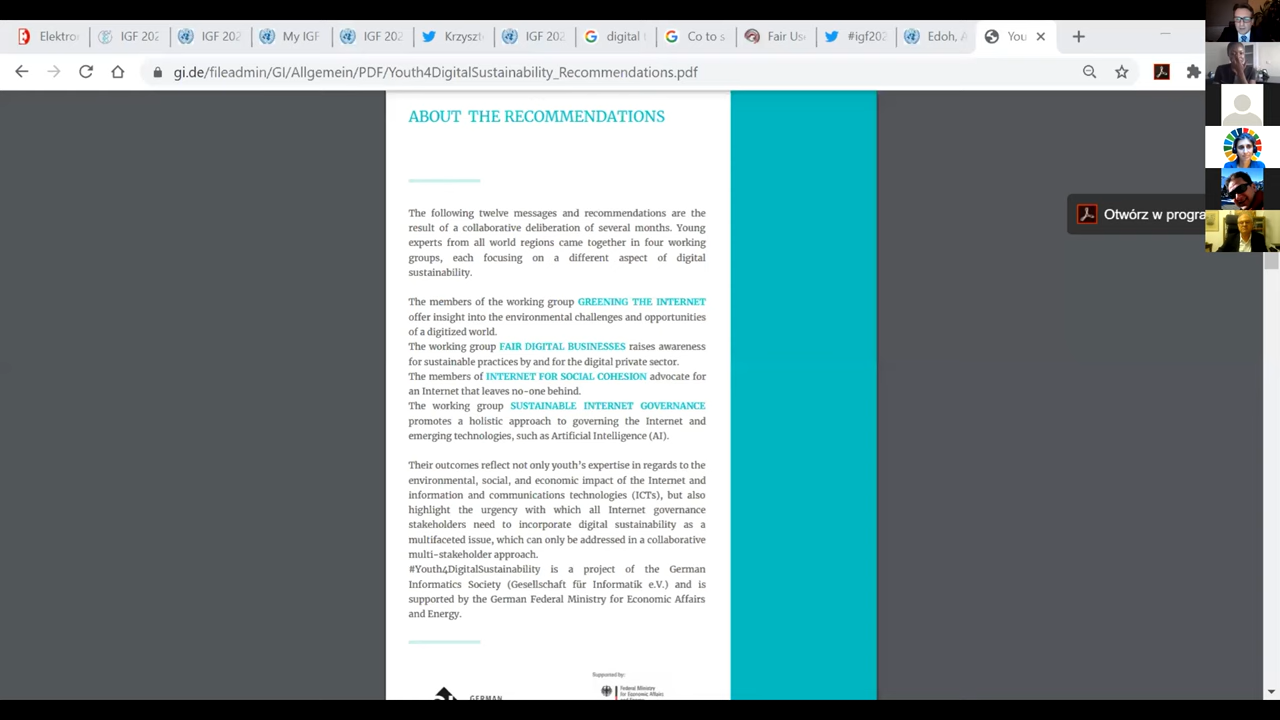 Elektro
IGF 202
IGF 202
My IGF
IGF 202
Krzyszt
IGF 202
digital t
Co to s
Fair Use
#igf202
Edoh, A
You
gi.de/fileadmin/GI/Allgemein/PDF/Youth4DigitalSustainability_Recommendations.pdf
Otwórz w progra
ABOUT THE RECOMMENDATIONS
The following twelve messages and recommendations are the
result of a collaborative deliberation of several months. Young
experts from all world regions came together in four working
groups, each focusing on a different aspect of digital
sustainability.
The members of the working group GREENING THE INTERNET
offer insight into the environmental challenges and opportunities
of a digitized world.
The working group FAIR DIGITAL BUSINESSES raises awareness
for sustainable practices by and for the digital private sector.
The members of INTERNET FOR SOCIAL COHESION advocate for
an Internet that leaves no-one behind.
The working group SUSTAINABLE INTERNET GOVERNANCE
promotes a holistic approach to governing the Internet and
emerging technologies, such as Artificial Intelligence (AI).
Their outcomes reflect not only youth's expertise in regards to the
environmental, social, and economic impact of the Internet and
information and communications technologies (ICTs), but also
highlight the urgency with which all Internet governance
stakeholders need to incorporate digital sustainability as a
multifaceted issue, which can only be addressed in a collaborative
multi-stakeholder approach.
#Youth4DigitalSustainability is a project of the German
Informatics Society (Gesellschaft für Informatik e.V.) and is
supported by the German Federal Ministry for Economic Affairs
and Energy.
Supported by:
GERMAN
Federal Ministry
for Economic Affairs